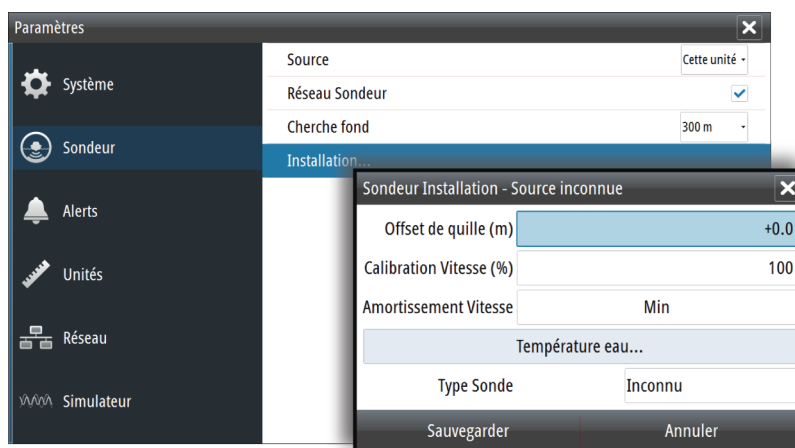 Paramètres
Système
Sondeur
Alerts
Unités
Réseau
Simulateur
Source
Cette unité
Réseau Sondeur
Cherche fond
300 m
Installation...
Sondeur Installation - Source inconnue
Offset de quille (m)
+0.0
Calibration Vitesse (%)
100
Amortissement Vitesse
Min
Température eau...
Type Sonde
Inconnu
Sauvegarder
Annuler